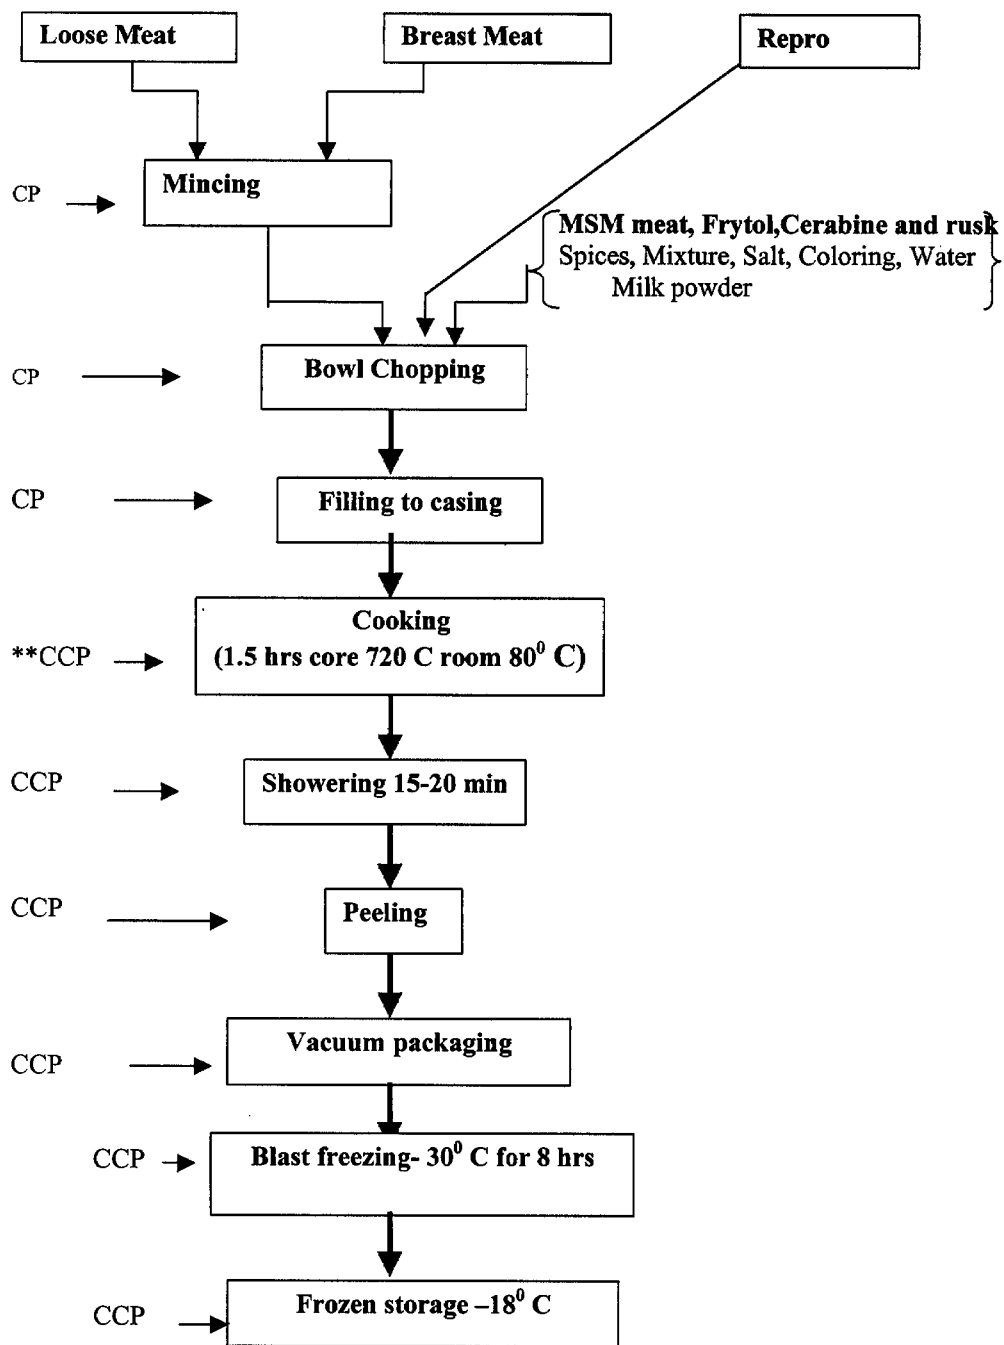 Loose Meat
Breast Meat
Repro
CP
Mincing
MSM meat, Frytol,Cerabine and rusk
Spices, Mixture, Salt, Coloring, Water
Milk powder
CP
Bowl Chopping
CP
Filling to casing
**CCP
Cooking
(1.5 hrs core 720 C room 80⁰ C)
CCP
Showering 15-20 min
CCP
Peeling
CCP
Vacuum packaging
CCP
Blast freezing- 30⁰ C for 8 hrs
CCP
Frozen storage –18⁰ C